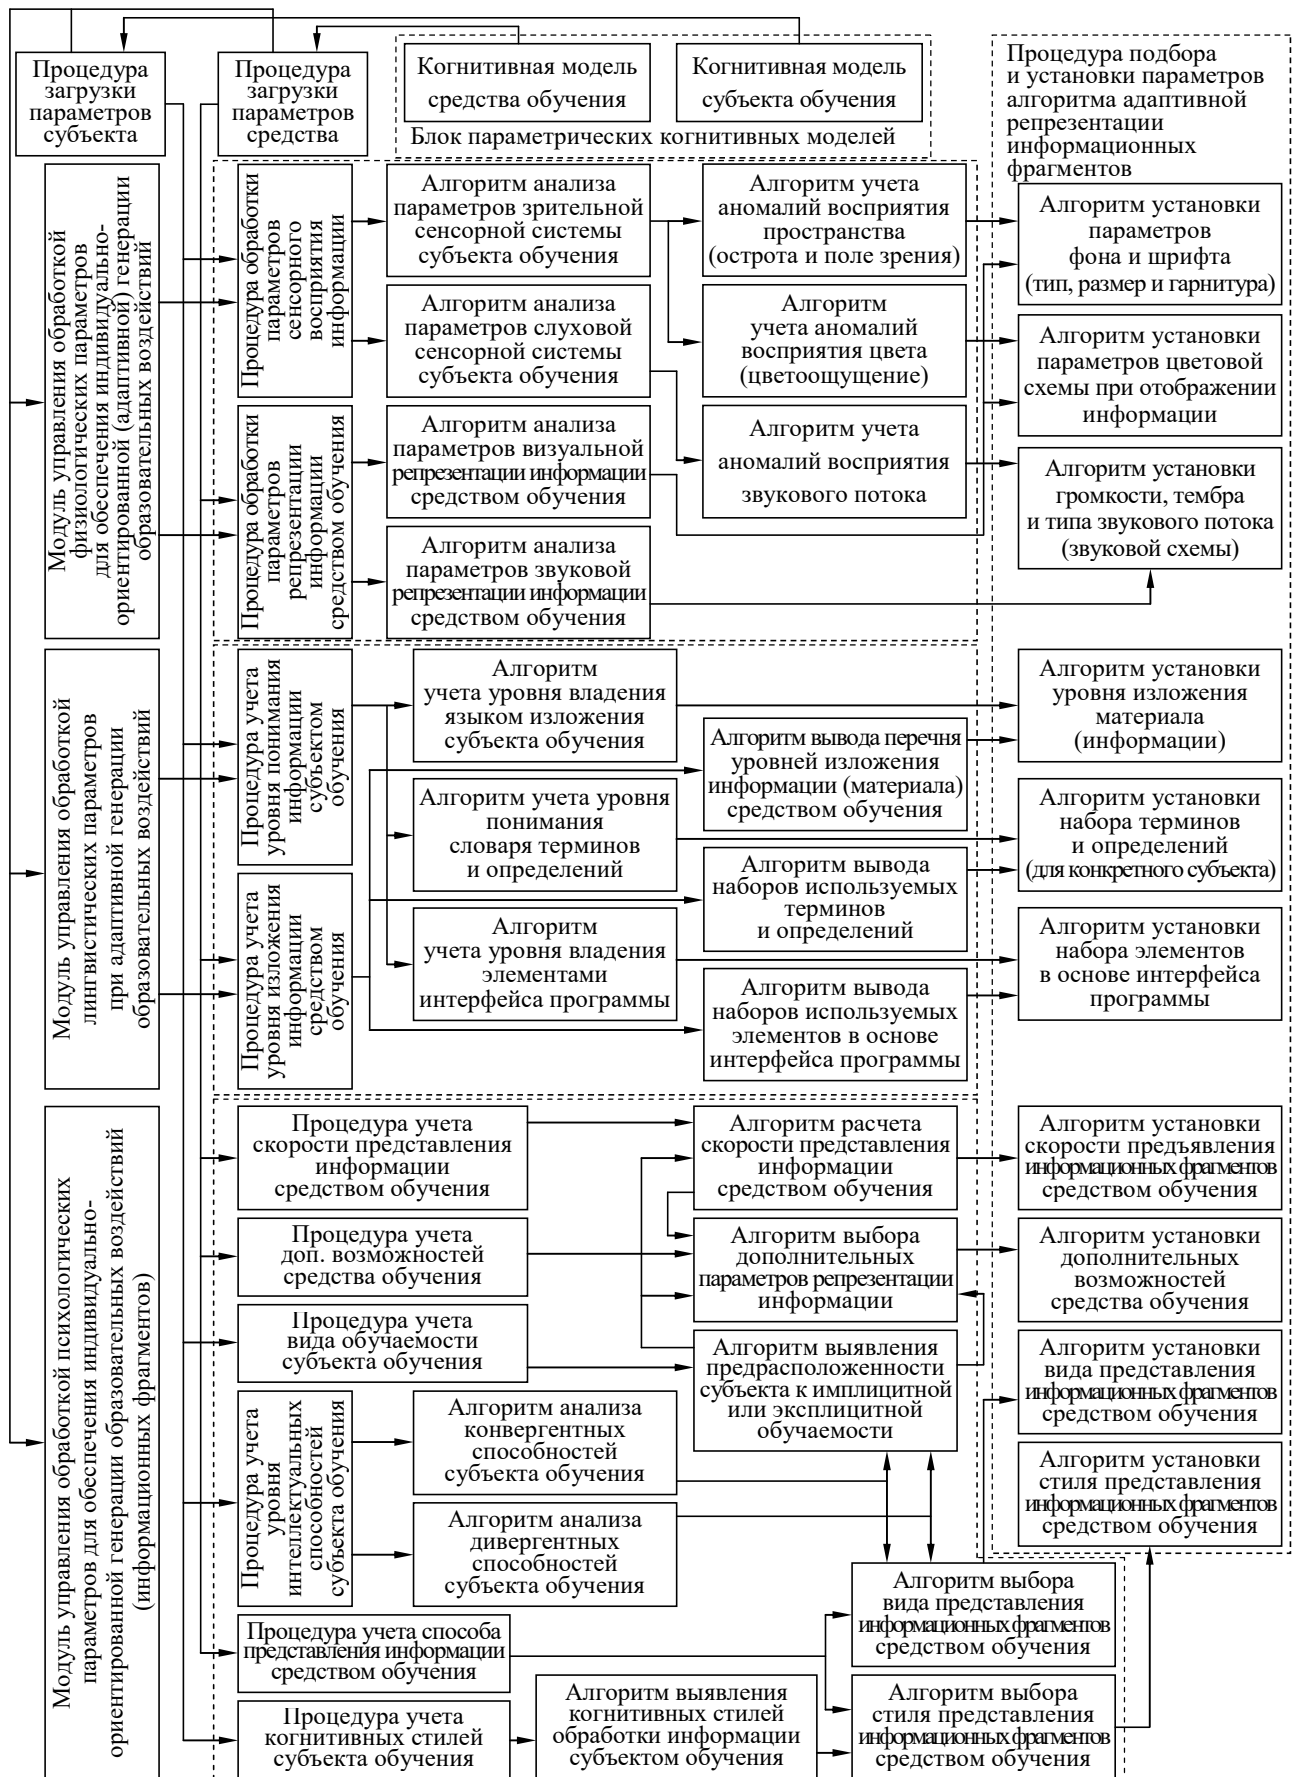 Процедура
загрузки
параметров
субъекта
Процедура
загрузки
параметров
средства
Когнитивная модель
средства обучения
Когнитивная модель
субъекта обучения
Блок параметрических когнитивных моделей
Процедура подбора
и установки параметров
алгоритма адаптивной
репрезентации
информационных
фрагментов
Модуль управления обработкой
физиологических параметров
для обеспечения индивидуально-
ориентированной (адаптивной) генерации
образовательных воздействий
Процедура обработки
параметров
сенсорного
восприятия
информации
Алгоритм анализа
параметров зрительной
сенсорной системы
субъекта обучения
Алгоритм учета
аномалий восприятия
пространства
(острота и поле зрения)
Алгоритм установки
параметров
фона и шрифта
(тип, размер и гарнитура)
Алгоритм анализа
параметров слуховой
сенсорной системы
субъекта обучения
Алгоритм
учета аномалий
восприятия цвета
(цветоощущение)
Алгоритм установки
параметров цветовой
схемы при отображении
информации
Процедура обработки
параметров
репрезентации
информации
средством обучения
Алгоритм анализа
параметров визуальной
репрезентации информации
средством обучения
Алгоритм учета
аномалий восприятия
звукового потока
Алгоритм установки
громкости, тембра
и типа звукового потока
(звуковой схемы)
Алгоритм анализа
параметров звуковой
репрезентации информации
средством обучения
Модуль управления обработкой
лингвистических параметров
при адаптивной генерации
образовательных воздействий
Процедура учета
уровня понимания
информации
субъектом
обучения
Алгоритм
учета уровня владения
языком изложения
субъекта обучения
Алгоритм вывода перечня
уровней изложения
информации (материала)
средством обучения
Алгоритм установки
уровня изложения
материала
(информации)
Алгоритм учета уровня
понимания
словаря терминов
и определений
Алгоритм установки
набора терминов
и определений
(для конкретного субъекта)
Процедура учета
уровня изложения
информации
средством
обучения
Алгоритм вывода
наборов используемых
терминов
и определений
Алгоритм
учета уровня владения
элементами
интерфейса программы
Алгоритм установки
набора элементов
в основе интерфейса
программы
Алгоритм вывода
наборов используемых
элементов в основе
интерфейса программы
Модуль управления обработкой психологических
параметров для обеспечения индивидуально-
ориентированной генерации образовательных воздействий
(информационных фрагментов)
Процедура учета
скорости представления
информации
средством обучения
Алгоритм расчета
скорости представления
информации
средством обучения
Алгоритм установки
скорости предъявления
информационных фрагментов
средством обучения
Процедура учета
доп. возможностей
средства обучения
Алгоритм выбора
дополнительных
параметров репрезентации
информации
Алгоритм установки
дополнительных
возможностей
средства обучения
Процедура учета
вида обучаемости
субъекта обучения
Алгоритм выявления
предрасположенности
субъекта к имплицитной
или эксплицитной
обучаемости
Алгоритм установки
вида представления
информационных фрагментов
средством обучения
Процедура учета
уровня
интеллектуальных
способностей
субъекта обучения
Алгоритм анализа
конвергентных
способностей
субъекта обучения
Алгоритм установки
стиля представления
информационных фрагментов
средством обучения
Алгоритм анализа
дивергентных
способностей
субъекта обучения
Алгоритм выбора
вида представления
информационных фрагментов
средством обучения
Процедура учета способа
представления информации
средством обучения
Процедура учета
когнитивных стилей
субъекта обучения
Алгоритм выявления
когнитивных стилей
обработки информации
субъектом обучения
Алгоритм выбора
стиля представления
информационных фрагментов
средством обучения